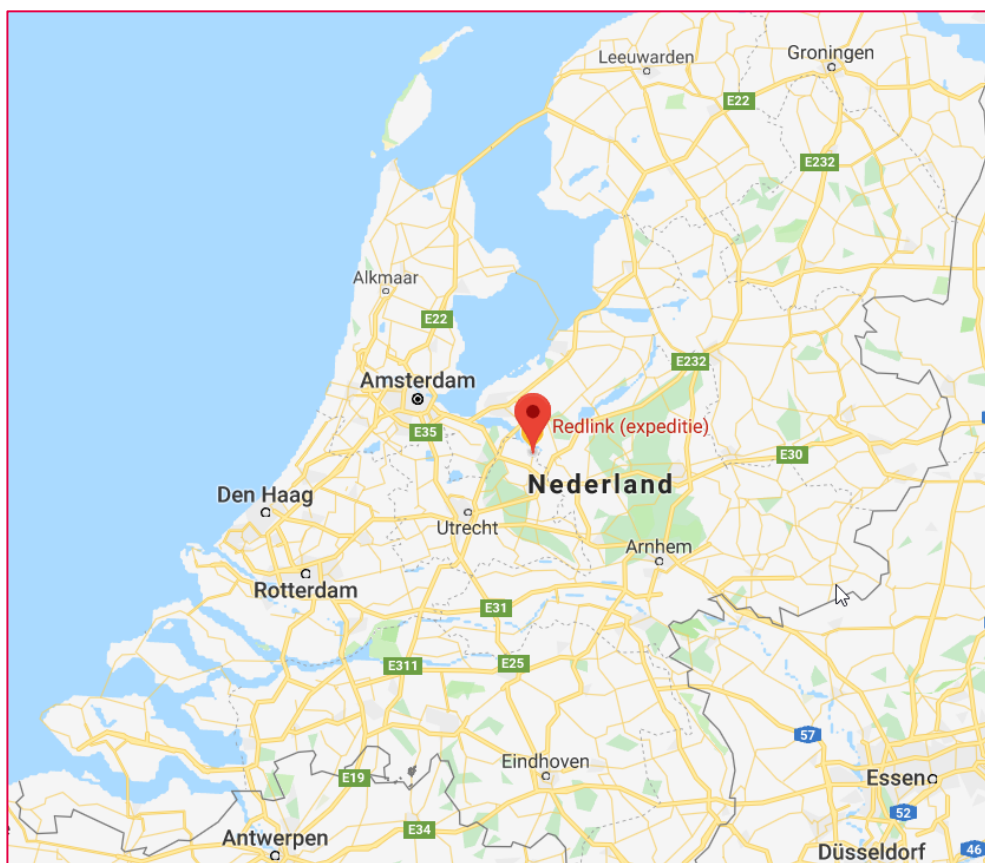 Leeuwarden
Groningen
E22
E232
Alkmaar
E22
Amsterdam
E232
Redlink (expeditie)
E35
E30
Nederland
Den Haag
Utrecht
Arnhem
Rotterdam
E31
E311
E25
57
Eindhoven
Essen
E19
52
E34
Antwerpen
Düsseldorf
46